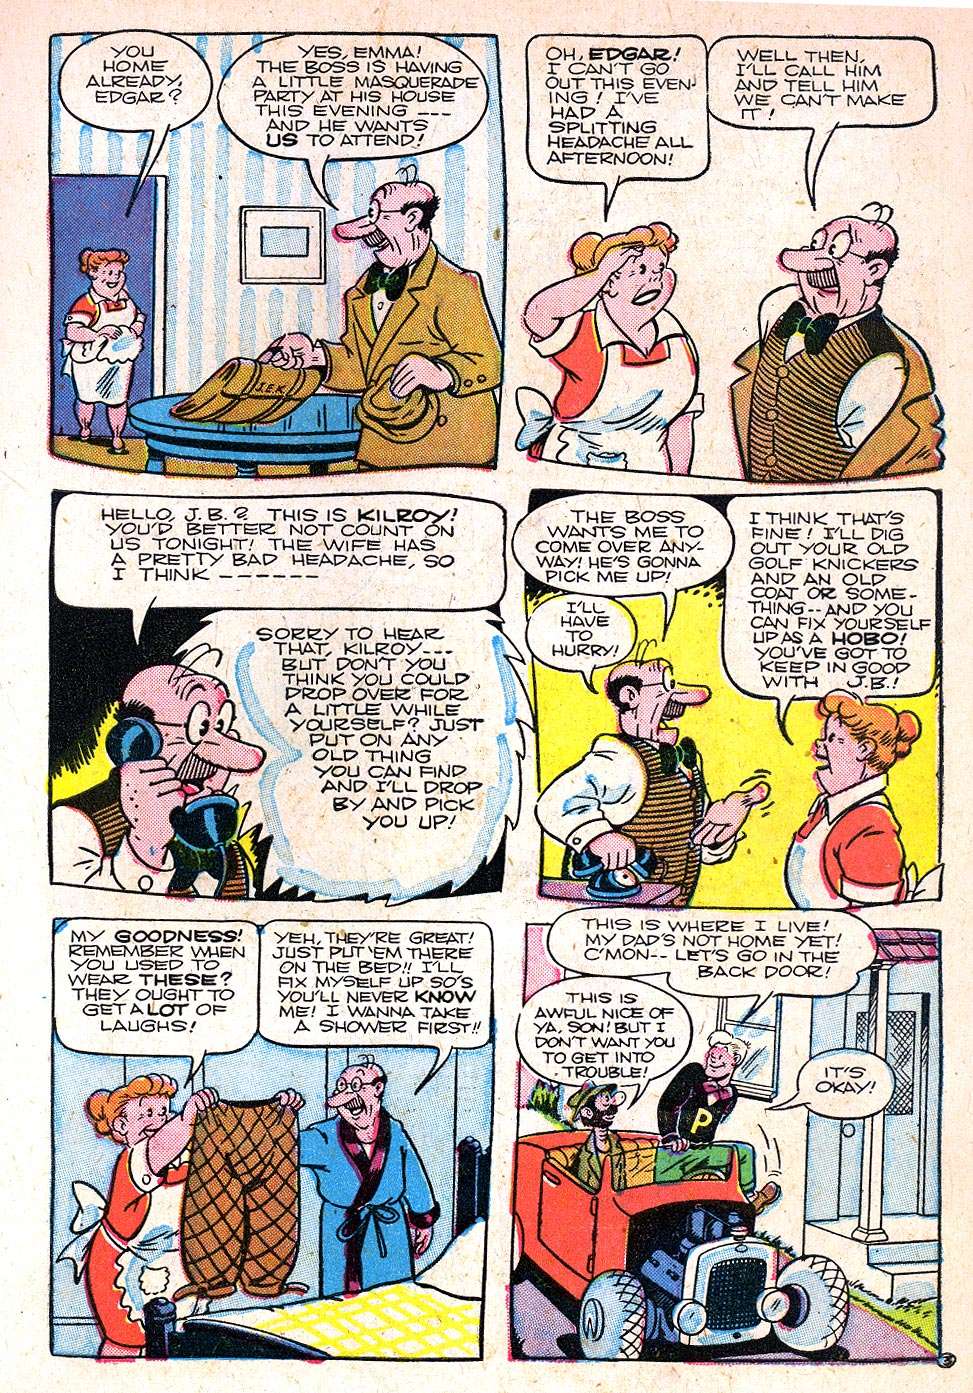 YOU
HOME
ALREADY,
EDGAR?
YES, EMMA!
THE BOSS IS HAVING
A LITTLE MASQUERADE
PARTY AT HIS HOUSE
THIS EVENING ---
AND HE WANTS
US TO ATTEND!
J.E.K.
OH, EDGAR!
I CAN'T GO
OUT THIS EVEN-
ING! I'VE
HAD A
SPLITTING
HEADACHE ALL
AFTERNOON!
WELL THEN,
I'LL CALL HIM
AND TELL HIM
WE CAN'T MAKE
IT!
HELLO, J.B.? THIS IS KILROY!
YOU'D BETTER NOT COUNT ON
US TONIGHT! THE WIFE HAS
A PRETTY BAD HEADACHE, SO
I THINK ------
SORRY TO HEAR
THAT, KILROY---
BUT DON'T YOU
THINK YOU COULD
DROP OVER FOR
A LITTLE WHILE
YOURSELF? JUST
PUT ON ANY
OLD THING
YOU CAN FIND
AND I'LL DROP
BY AND PICK
YOU UP!
THE BOSS
WANTS ME TO
COME OVER ANY-
WAY! HE'S GONNA
PICK ME UP!
I'LL
HAVE
TO
HURRY!
I THINK THAT'S
FINE! I'LL DIG
OUT YOUR OLD
GOLF KNICKERS
AND AN OLD
COAT OR SOME-
THING--AND YOU
CAN FIX YOURSELF
UP AS A HOBO!
YOU'VE GOT TO
KEEP IN GOOD
WITH J.B.!
MY GOODNESS!
REMEMBER WHEN
YOU USED TO
WEAR THESE?
THEY OUGHT TO
GET A LOT OF
LAUGHS!
YEH, THEY'RE GREAT!
JUST PUT 'EM THERE
ON THE BED!! I'LL
FIX MYSELF UP SO'S
YOU'LL NEVER KNOW
ME! I WANNA TAKE
A SHOWER FIRST!!
THIS IS WHERE I LIVE!
MY DAD'S NOT HOME YET!
C'MON-- LET'S GO IN THE
BACK DOOR!
THIS IS
AWFUL NICE OF
YA, SON! BUT I
DON'T WANT YOU
TO GET INTO
TROUBLE!
IT'S
OKAY!
P
3